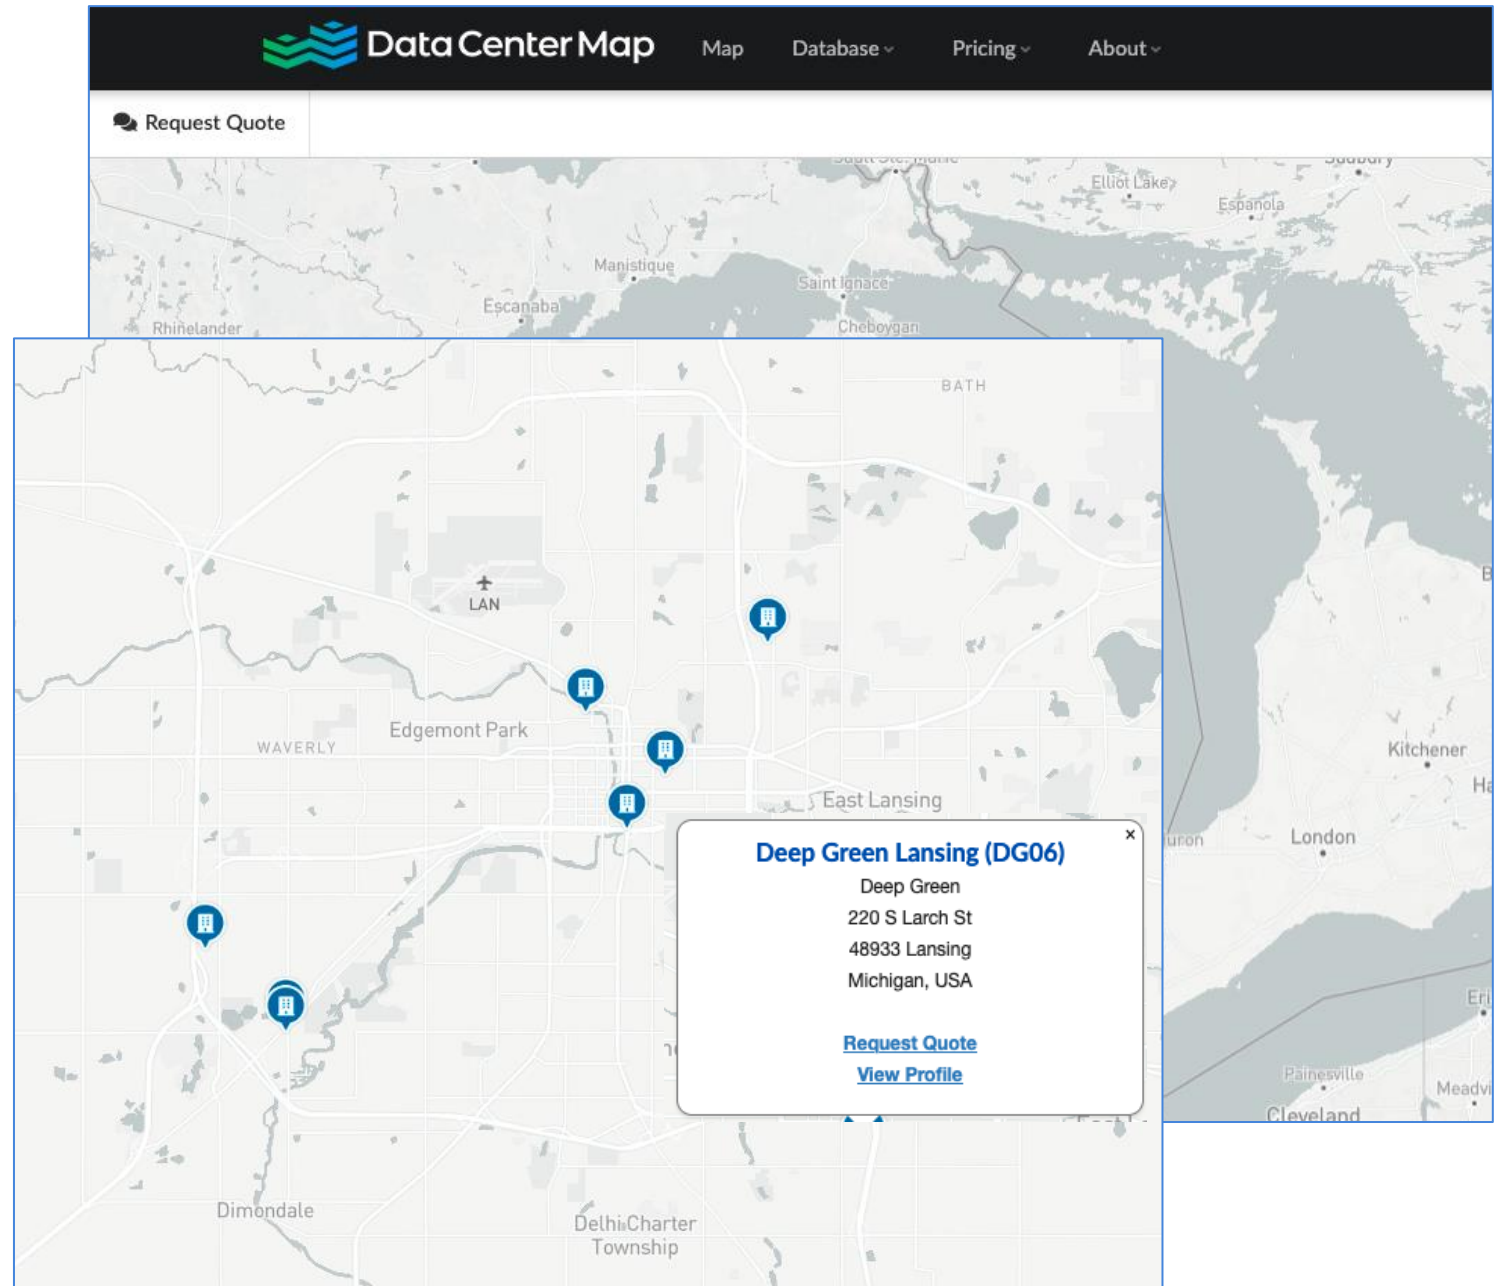 Data Center Map
Map
Database
Pricing
About
Request Quote
Elliot Lake
Espanola
Manistique
Saint Ignace
Escanaba
Cheboygan
Rhinelander
BATH
LAN
Edgemont Park
WAVERLY
East Lansing
Kitchener
London
Deep Green Lansing (DG06)
Deep Green
220 S Larch St
48933 Lansing
Michigan, USA
Request Quote
View Profile
Painesville
Cleveland
Dimondale
Delhi Charter
Township